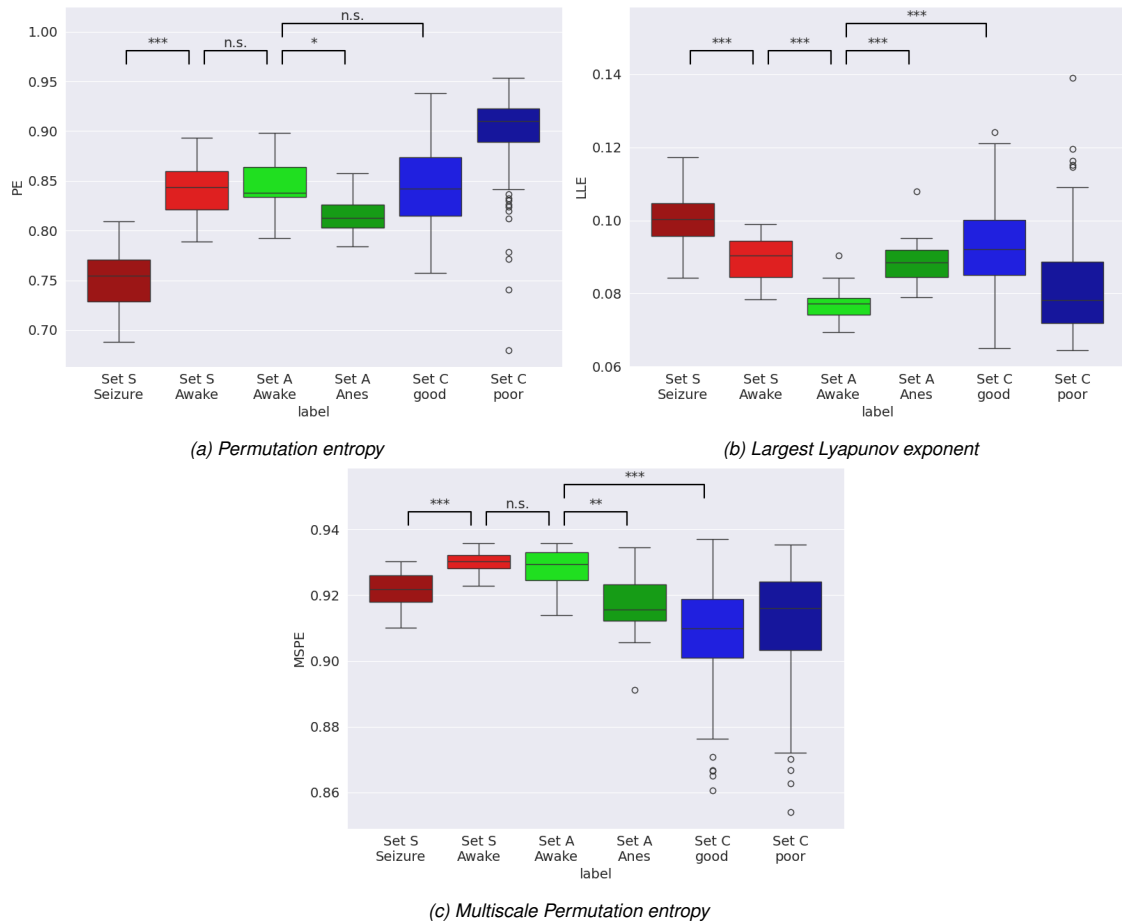 n.s.
*** n.s. *
1.00
0.95
0.90
0.85
0.80
0.75
0.70
PE
Set S Set S Set A Set A Set C Set C
Seizure Awake Awake Anes good poor
label
(a) Permutation entropy
***
*** *** ***
0.14
0.12
0.10
0.08
0.06
LLE
Set S Set S Set A Set A Set C Set C
Seizure Awake Awake Anes good poor
label
(b) Largest Lyapunov exponent
***
*** n.s. **
0.94
0.92
0.90
0.88
0.86
MSPE
Set S Set S Set A Set A Set C Set C
Seizure Awake Awake Anes good poor
label
(c) Multiscale Permutation entropy